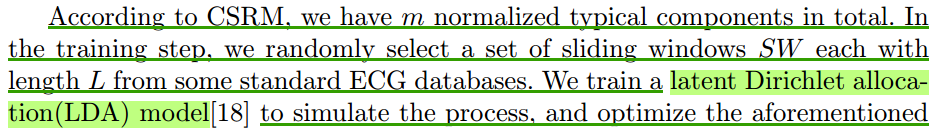 According to CSRM, we have m normalized typical components in total. In
the training step, we randomly select a set of sliding windows SW each with
length L from some standard ECG databases. We train a latent Dirichlet alloca-
tion(LDA) model[18] to simulate the process, and optimize the aforementioned